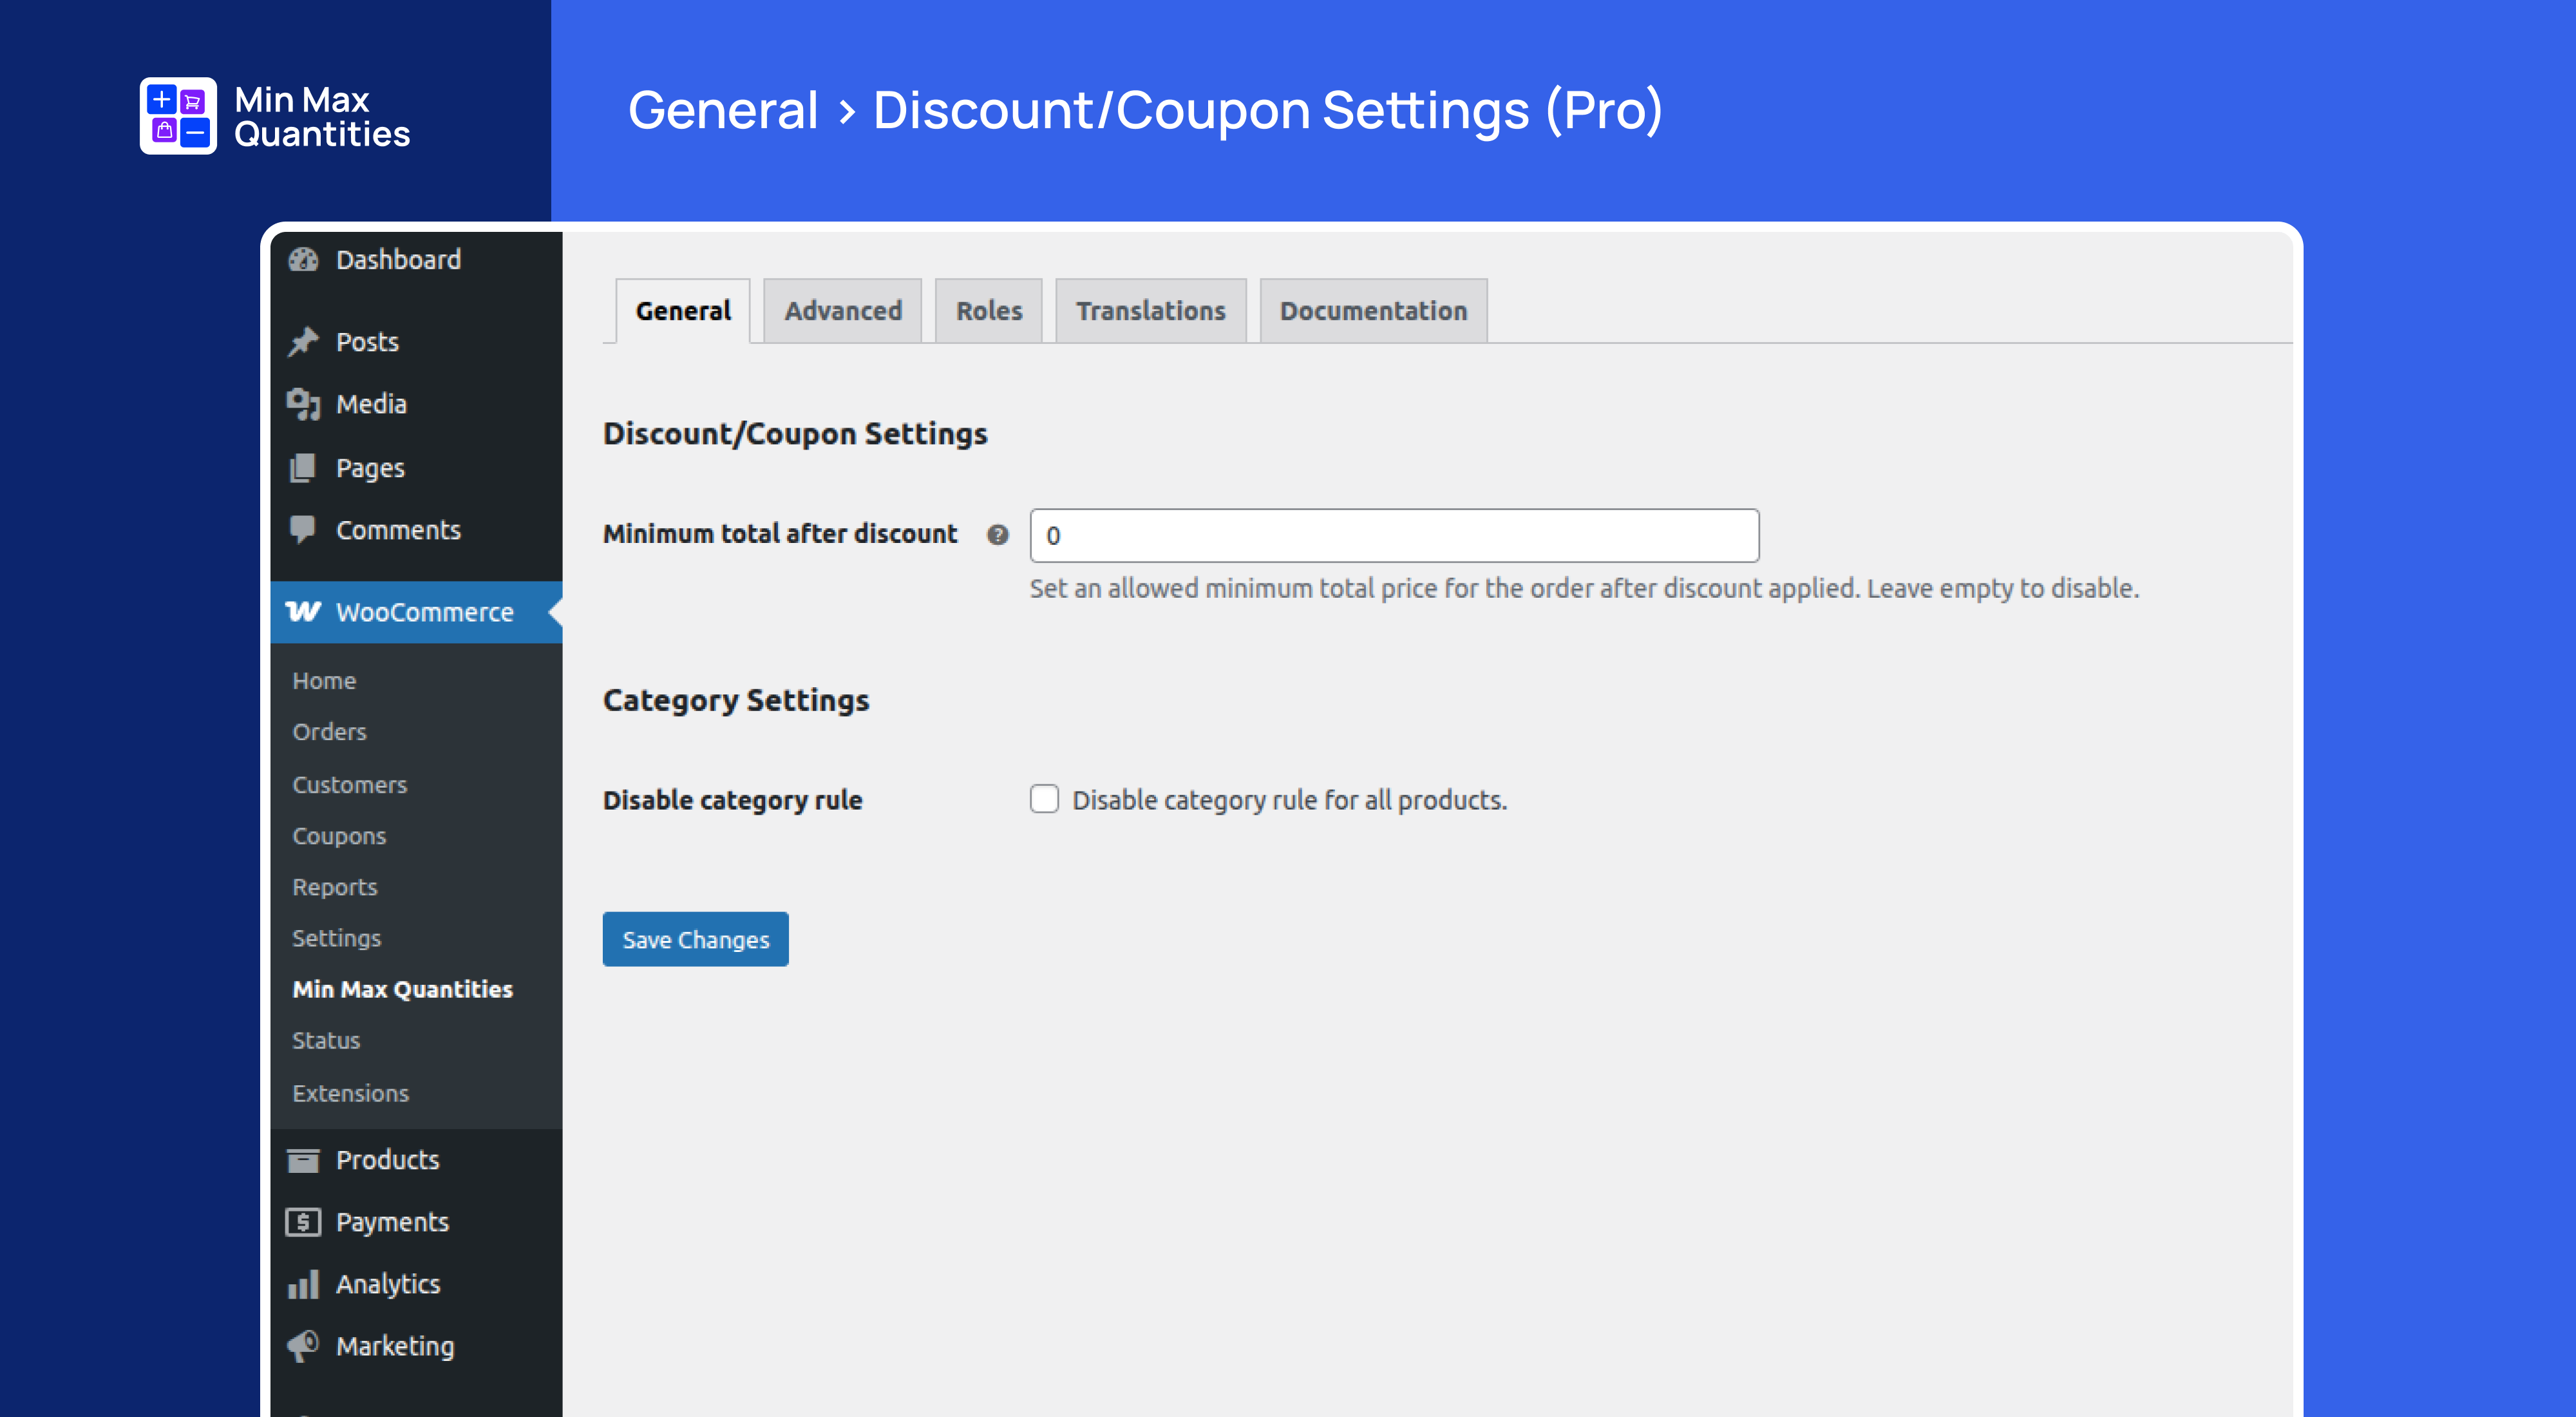 Min Max
Quantities
General › Discount/Coupon Settings (Pro)
Dashboard
Posts
Media
Pages
Comments
WooCommerce
Home
Orders
Customers
Coupons
Reports
Settings
Min Max Quantities
Status
Extensions
Products
Payments
Analytics
Marketing
General
Advanced
Roles
Translations
Documentation
Discount/Coupon Settings
Minimum total after discount
0
Set an allowed minimum total price for the order after discount applied. Leave empty to disable.
Category Settings
Disable category rule
Disable category rule for all products.
Save Changes